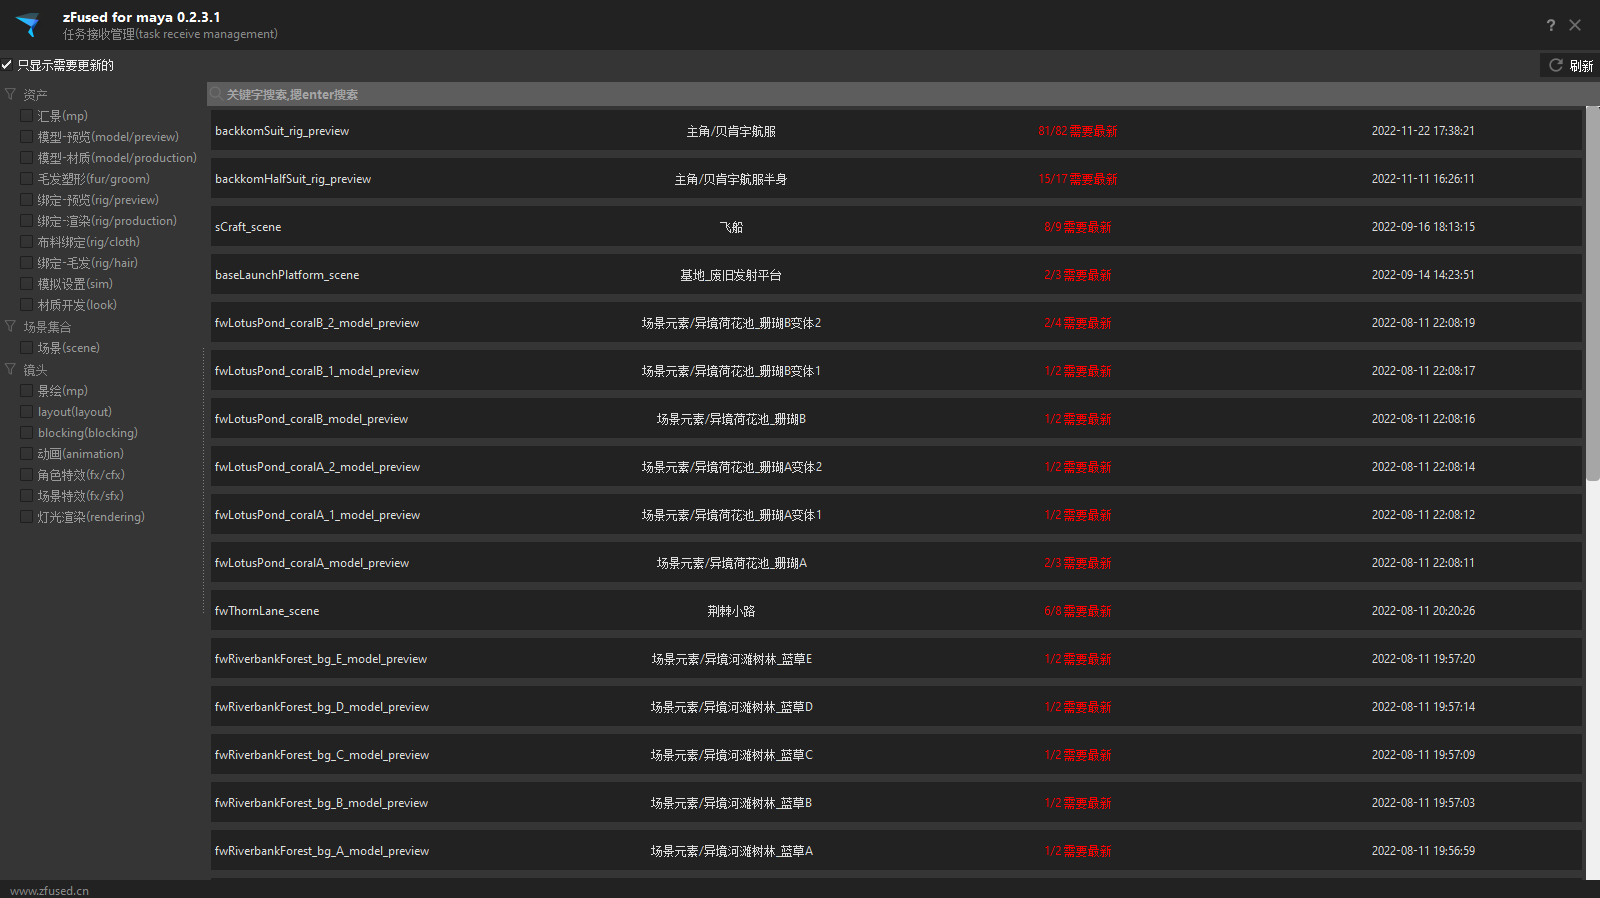 zFused for maya 0.2.3.1
任务接收管理(task receive management)
?
只显示需要更新的
刷新
资产
汇景(mp)
模型-预览(model/preview)
模型-材质(model/production)
毛发塑形(fur/groom)
绑定-预览(rig/preview)
绑定-渲染(rig/production)
布料绑定(rig/cloth)
绑定-毛发(rig/hair)
模拟设置(sim)
材质开发(look)
场景集合
场景(scene)
镜头
景绘(mp)
layout(layout)
blocking(blocking)
动画(animation)
角色特效(fx/cfx)
场景特效(fx/sfx)
灯光渲染(rendering)
关键字搜索,摁enter搜索
backkomSuit_rig_preview 主角/贝肯宇航服 81/82需要最新 2022-11-22 17:38:21
backkomHalfSuit_rig_preview 主角/贝肯宇航服半身 15/17需要最新 2022-11-11 16:26:11
sCraft_scene 飞船 8/9需要最新 2022-09-16 18:13:15
baseLaunchPlatform_scene 基地_废旧发射平台 2/3需要最新 2022-09-14 14:23:51
fwLotusPond_coralB_2_model_preview 场景元素/异境荷花池_珊瑚B变体2 2/4需要最新 2022-08-11 22:08:19
fwLotusPond_coralB_1_model_preview 场景元素/异境荷花池_珊瑚B变体1 1/2需要最新 2022-08-11 22:08:17
fwLotusPond_coralB_model_preview 场景元素/异境荷花池_珊瑚B 1/2需要最新 2022-08-11 22:08:16
fwLotusPond_coralA_2_model_preview 场景元素/异境荷花池_珊瑚A变体2 1/2需要最新 2022-08-11 22:08:14
fwLotusPond_coralA_1_model_preview 场景元素/异境荷花池_珊瑚A变体1 1/2需要最新 2022-08-11 22:08:12
fwLotusPond_coralA_model_preview 场景元素/异境荷花池_珊瑚A 2/3需要最新 2022-08-11 22:08:11
fwThornLane_scene 荆棘小路 6/8需要最新 2022-08-11 20:20:26
fwRiverbankForest_bg_E_model_preview 场景元素/异境河滩树林_蓝草E 1/2需要最新 2022-08-11 19:57:20
fwRiverbankForest_bg_D_model_preview 场景元素/异境河滩树林_蓝草D 1/2需要最新 2022-08-11 19:57:14
fwRiverbankForest_bg_C_model_preview 场景元素/异境河滩树林_蓝草C 1/2需要最新 2022-08-11 19:57:09
fwRiverbankForest_bg_B_model_preview 场景元素/异境河滩树林_蓝草B 1/2需要最新 2022-08-11 19:57:03
fwRiverbankForest_bg_A_model_preview 场景元素/异境河滩树林_蓝草A 1/2需要最新 2022-08-11 19:56:59
www.zfused.cn